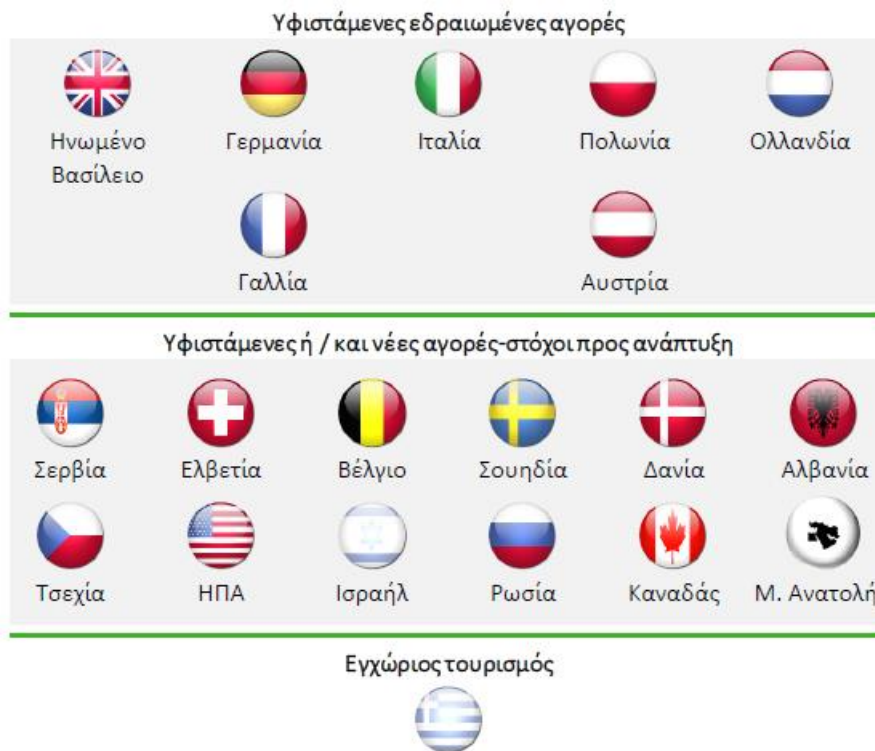 Υφιστάμενες εδραιωμένες αγορές
Ηνωμένο Βασίλειο
Γερμανία
Ιταλία
Πολωνία
Ολλανδία
Γαλλία
Αυστρία
Υφιστάμενες ή / και νέες αγορές-στόχοι προς ανάπτυξη
Σερβία
Ελβετία
Βέλγιο
Σουηδία
Δανία
Αλβανία
Τσεχία
ΗΠΑ
Ισραήλ
Ρωσία
Καναδάς
Μ. Ανατολή
Εγχώριος τουρισμός